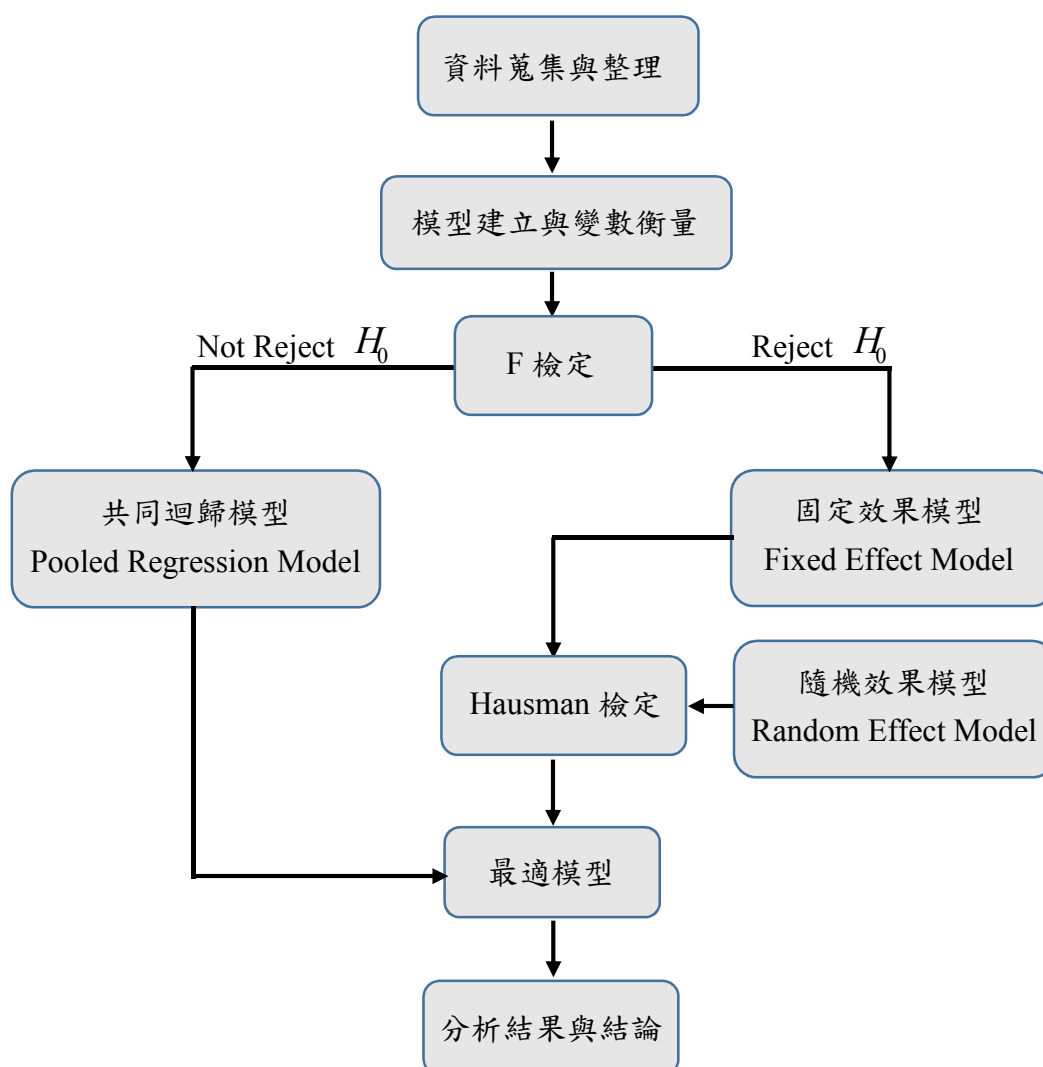 資料蒐集與整理
模型建立與變數衡量
Not Reject H₀
F 檢定
Reject H₀
共同迴歸模型
Pooled Regression Model
固定效果模型
Fixed Effect Model
Hausman 檢定
隨機效果模型
Random Effect Model
最適模型
分析結果與結論